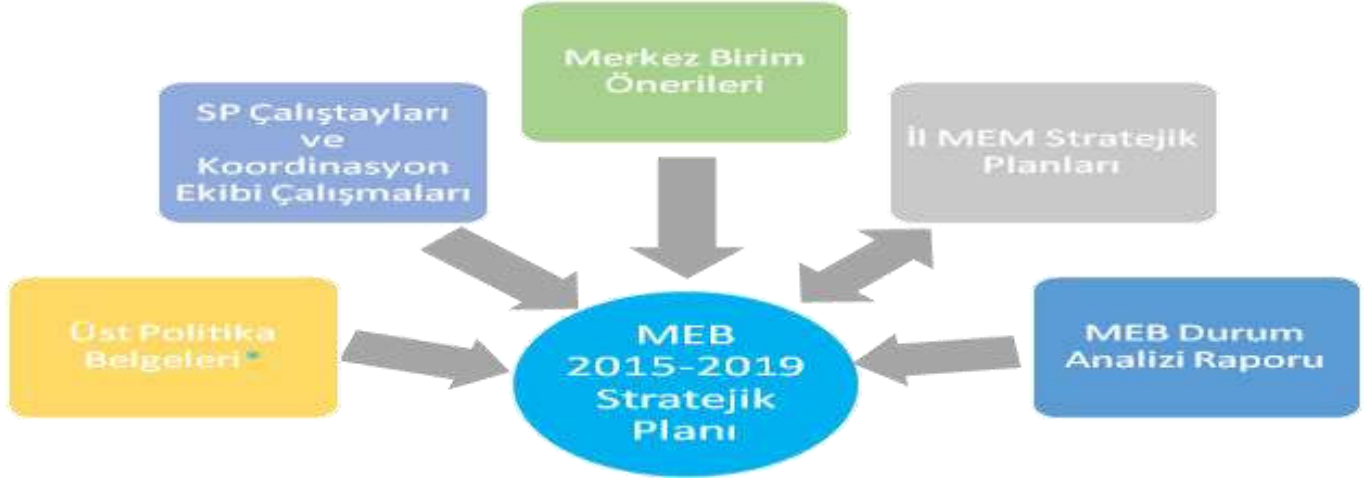 Merkez Birim
Önerileri
SP Çalıştayları
ve
Koordinasyon
Ekibi Çalışmaları
İl MEM Stratejik
Planları
Üst Politika
Belgeleri*
MEB Durum
Analizi Raporu
MEB
2015-2019
Stratejik
Planı